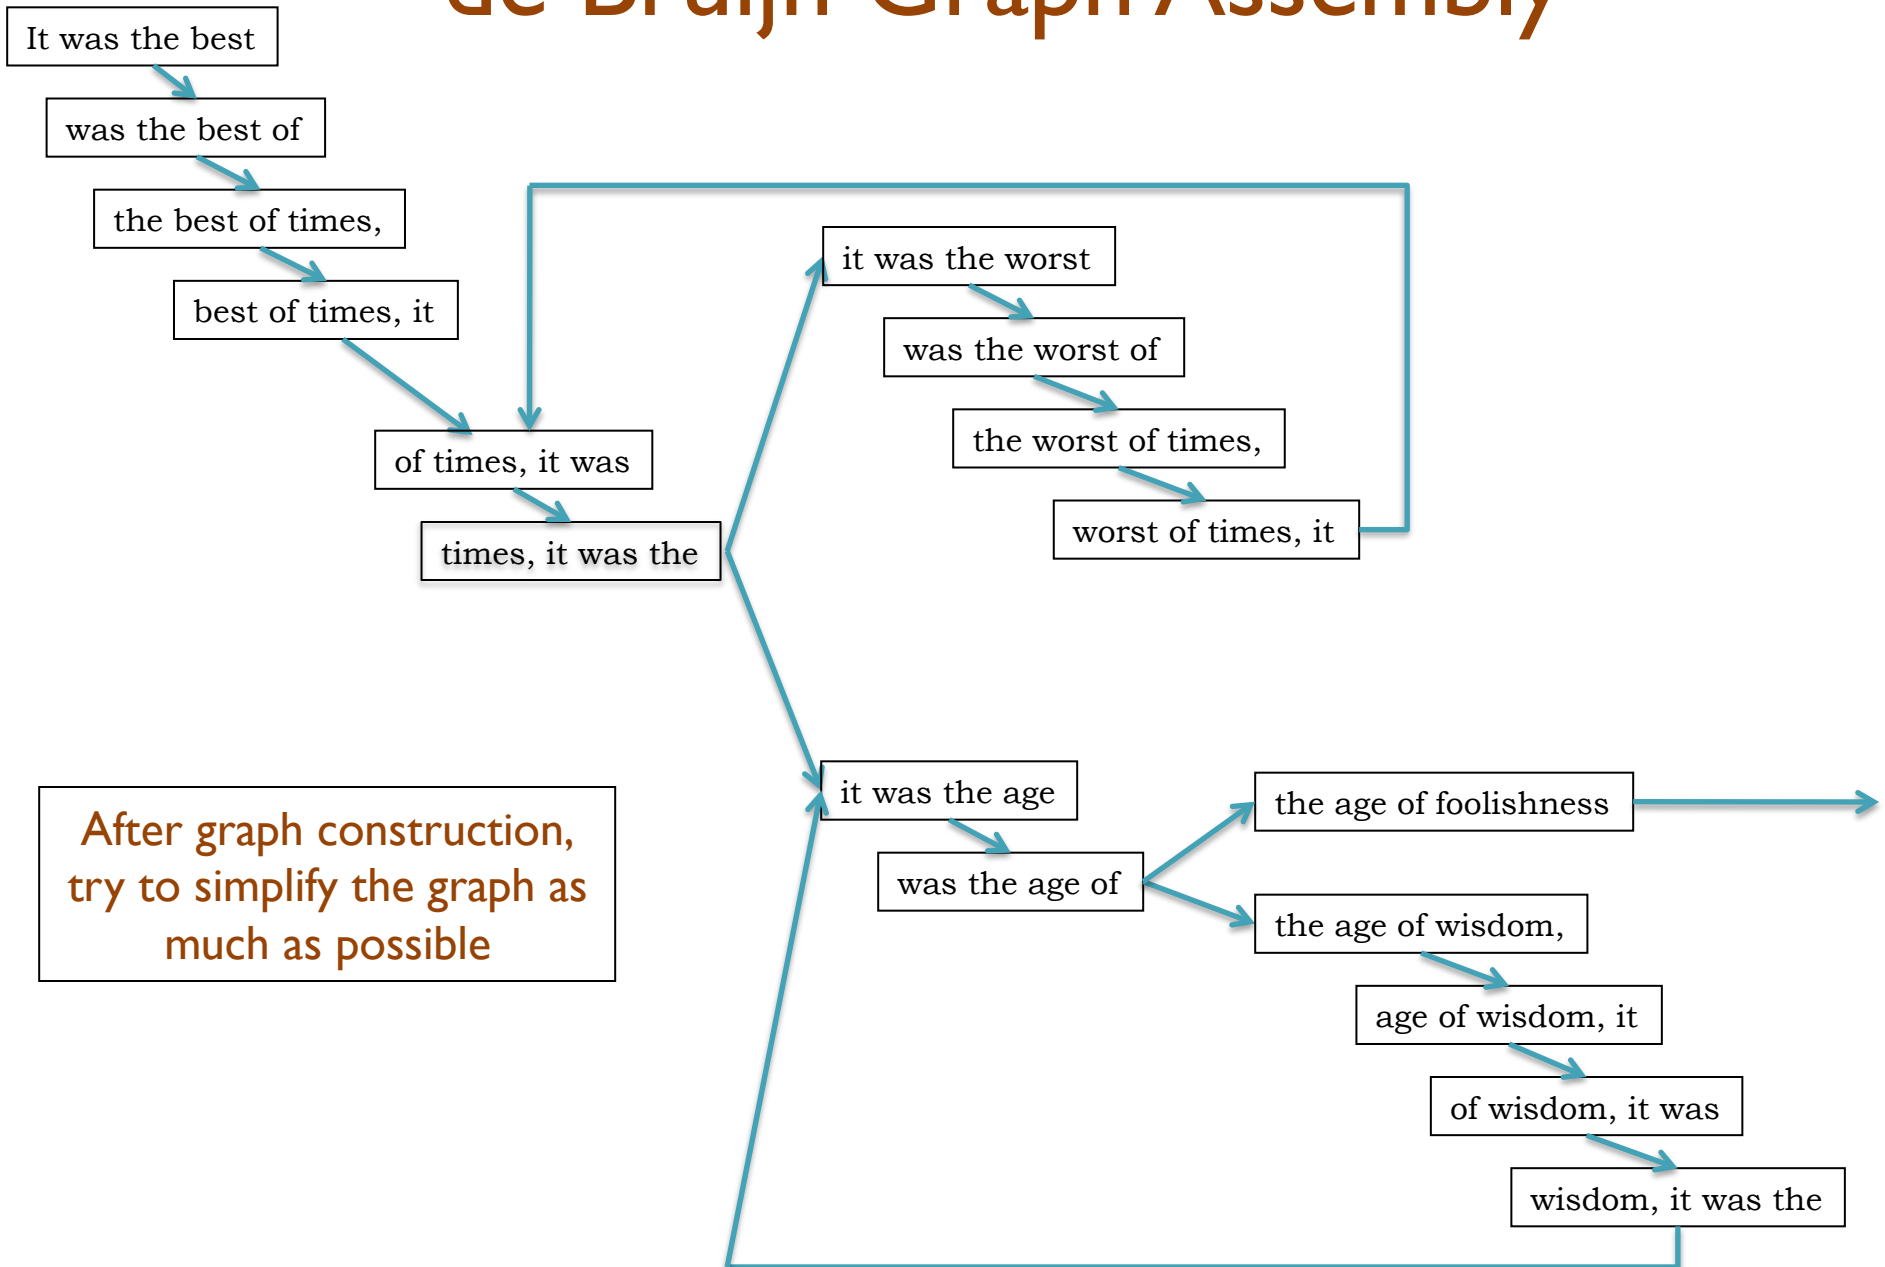 de Bruijn Graph Assembly
It was the best
was the best of
the best of times,
best of times, it
of times, it was
times, it was the
it was the worst
was the worst of
the worst of times,
worst of times, it
it was the age
was the age of
the age of foolishness
the age of wisdom,
age of wisdom, it
of wisdom, it was
wisdom, it was the
After graph construction,
try to simplify the graph as
much as possible